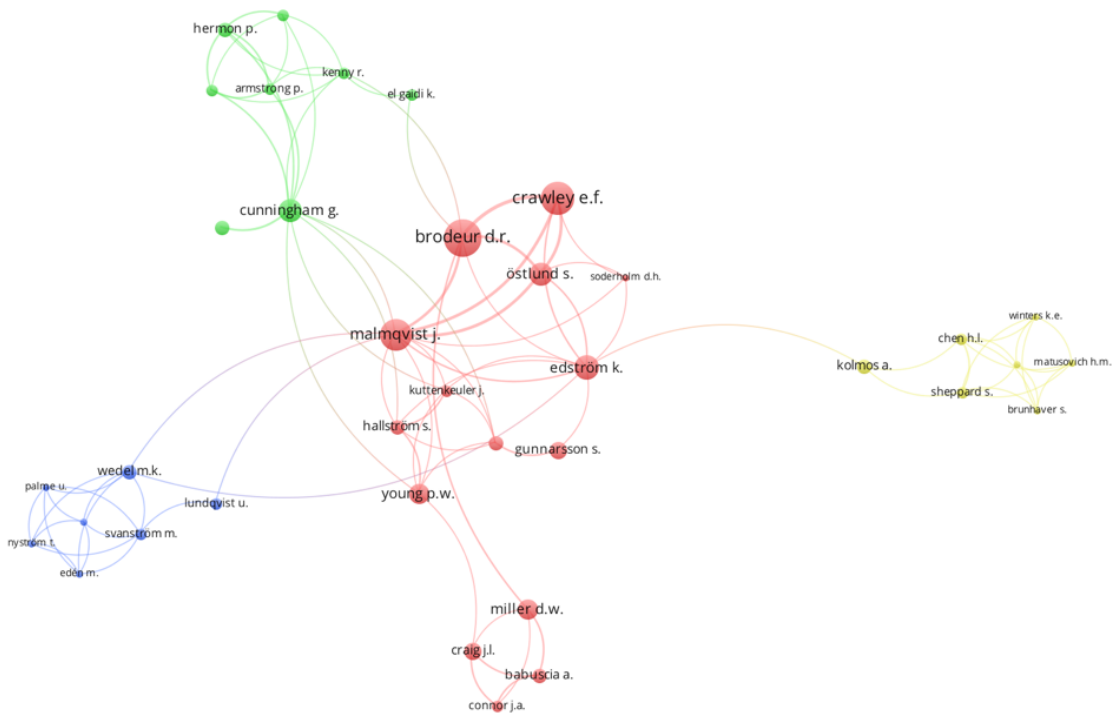 hermon p.
kenny r.
armstrong p.
el gaidi k.
crawley e.f.
cunningham g.
brodeur d.r.
östlund s.
soderholm d.h.
winters k.e.
malmqvist j.
chen h.l.
matusovich h.m.
kolmos a.
edström k.
kuttenkeuler j.
sheppard s.
brunhaver s.
hallström s.
gunnarsson s.
wedel m.k.
palme u.
young p.w.
lundqvist u.
svanström m.
nyström t.
edén m.
miller d.w.
craig j.l.
babuscia a.
connor j.a.